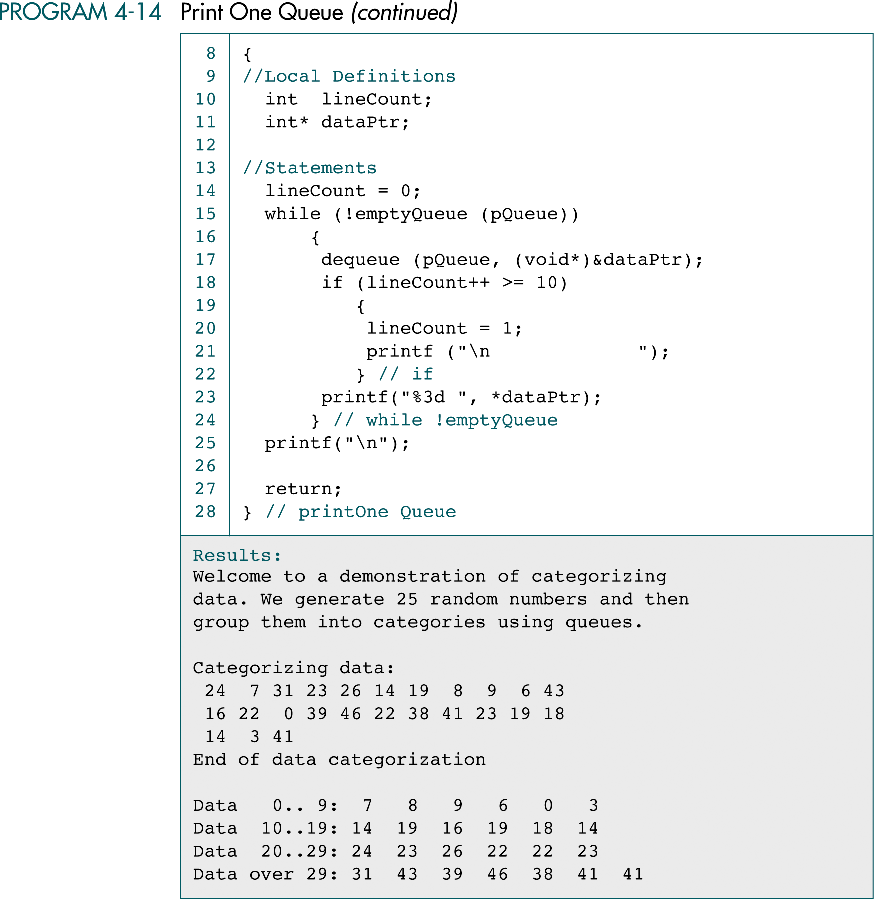 PROGRAM 4-14 Print One Queue (continued)
8 {
9 //Local Definitions
10   int  lineCount;
11   int* dataPtr;
12
13 //Statements
14   lineCount = 0;
15   while (!emptyQueue (pQueue))
16      {
17       dequeue (pQueue, (void*)&dataPtr);
18       if (lineCount++ >= 10)
19          {
20           lineCount = 1;
21           printf ("\n             ");
22          } // if
23       printf("%3d ", *dataPtr);
24      } // while !emptyQueue
25   printf("\n");
26
27   return;
28 } // printOne Queue
Results:
Welcome to a demonstration of categorizing
data. We generate 25 random numbers and then
group them into categories using queues.
Categorizing data:
 24  7 31 23 26 14 19  8  9  6 43
 16 22  0 39 46 22 38 41 23 19 18
 14  3 41
End of data categorization
Data   0.. 9:  7   8   9   6   0   3
Data  10..19: 14  19  16  19  18  14
Data  20..29: 24  23  26  22  22  23
Data over 29: 31  43  39  46  38  41  41